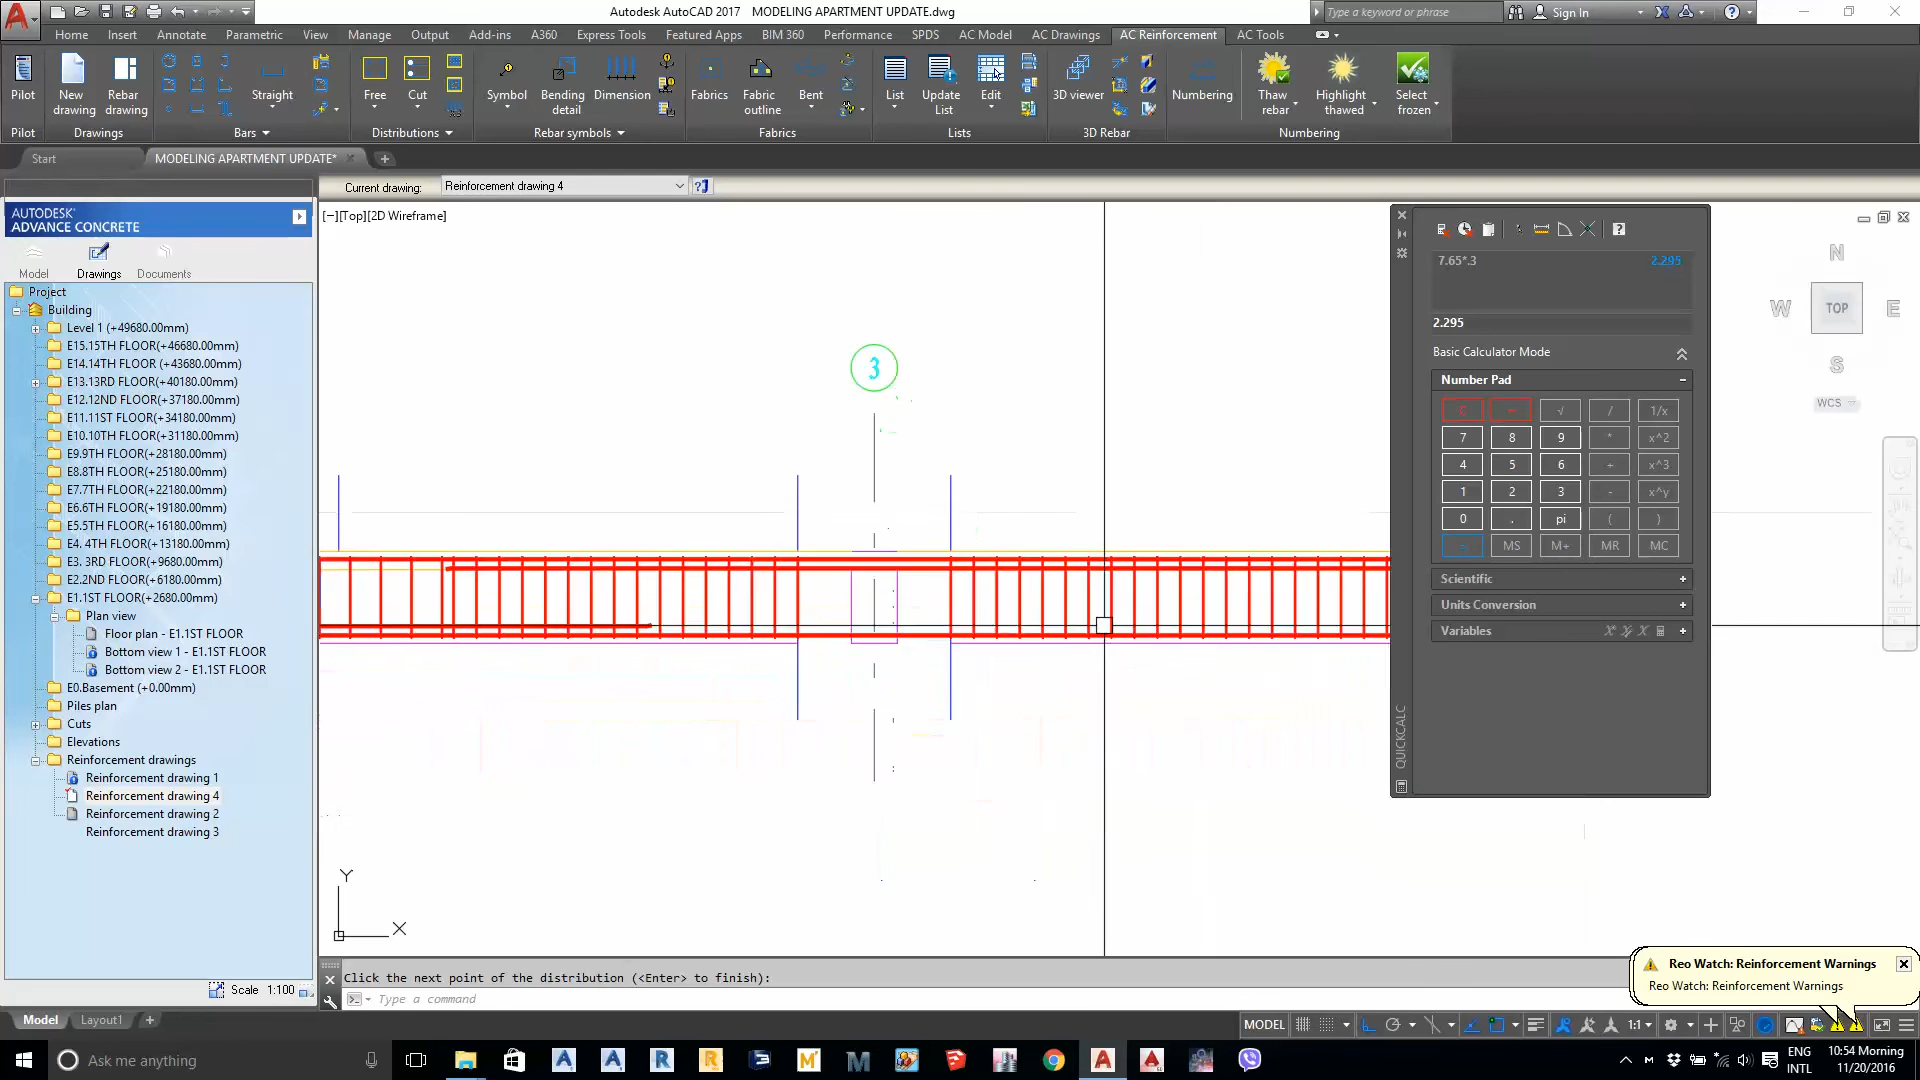 Autodesk AutoCAD 2017 MODELING APARTMENT UPDATE.dwg
Type a keyword or phrase
Sign In
Home Insert Annotate Parametric View Manage Output Add-ins A360 Express Tools Featured Apps BIM 360 Performance SPDS AC Model AC Drawings AC Reinforcement AC Tools
Pilot New drawing Rebar drawing Straight Free Cut Symbol Bending detail Dimension Fabrics Fabric outline Bent List Update List Edit 3D viewer Numbering Thaw rebar Highlight thawed Select frozen
Pilot Drawings Bars Distributions Rebar symbols Fabrics Lists 3D Rebar Numbering
Start MODELING APARTMENT UPDATE*
Current drawing: Reinforcement drawing 4
AUTODESK
ADVANCE CONCRETE
Model Drawings Documents
Project
Building
Level 1 (+49680.00mm)
E15.15TH FLOOR(+46680.00mm)
E14.14TH FLOOR (+43680.00mm)
E13.13RD FLOOR(+40180.00mm)
E12.12ND FLOOR(+37180.00mm)
E11.11ST FLOOR(+34180.00mm)
E10.10TH FLOOR(+31180.00mm)
E9.9TH FLOOR(+28180.00mm)
E8.8TH FLOOR(+25180.00mm)
E7.7TH FLOOR(+22180.00mm)
E6.6TH FLOOR(+19180.00mm)
E5.5TH FLOOR(+16180.00mm)
E4. 4TH FLOOR(+13180.00mm)
E3. 3RD FLOOR(+9680.00mm)
E2.2ND FLOOR(+6180.00mm)
E1.1ST FLOOR(+2680.00mm)
Plan view
Floor plan - E1.1ST FLOOR
Bottom view 1 - E1.1ST FLOOR
Bottom view 2 - E1.1ST FLOOR
E0.Basement (+0.00mm)
Piles plan
Cuts
Elevations
Reinforcement drawings
Reinforcement drawing 1
Reinforcement drawing 4
Reinforcement drawing 2
Reinforcement drawing 3
Scale 1:100
[−][Top][2D Wireframe]
3
Y
X
7.65*.3 2.295
2.295
Basic Calculator Mode
Number Pad
C √ / 1/x
7 8 9 * x^2
4 5 6 + x^3
1 2 3 - x^y
0 . pi ( )
= MS M+ MR MC
Scientific
Units Conversion
Variables
QUICKCALC
N
W TOP E
S
WCS
Click the next point of the distribution (<Enter> to finish):
Type a command
Reo Watch: Reinforcement Warnings
Reo Watch: Reinforcement Warnings
Model Layout1
MODEL 1:1
Ask me anything
ENG
INTL
10:54 Morning
11/20/2016